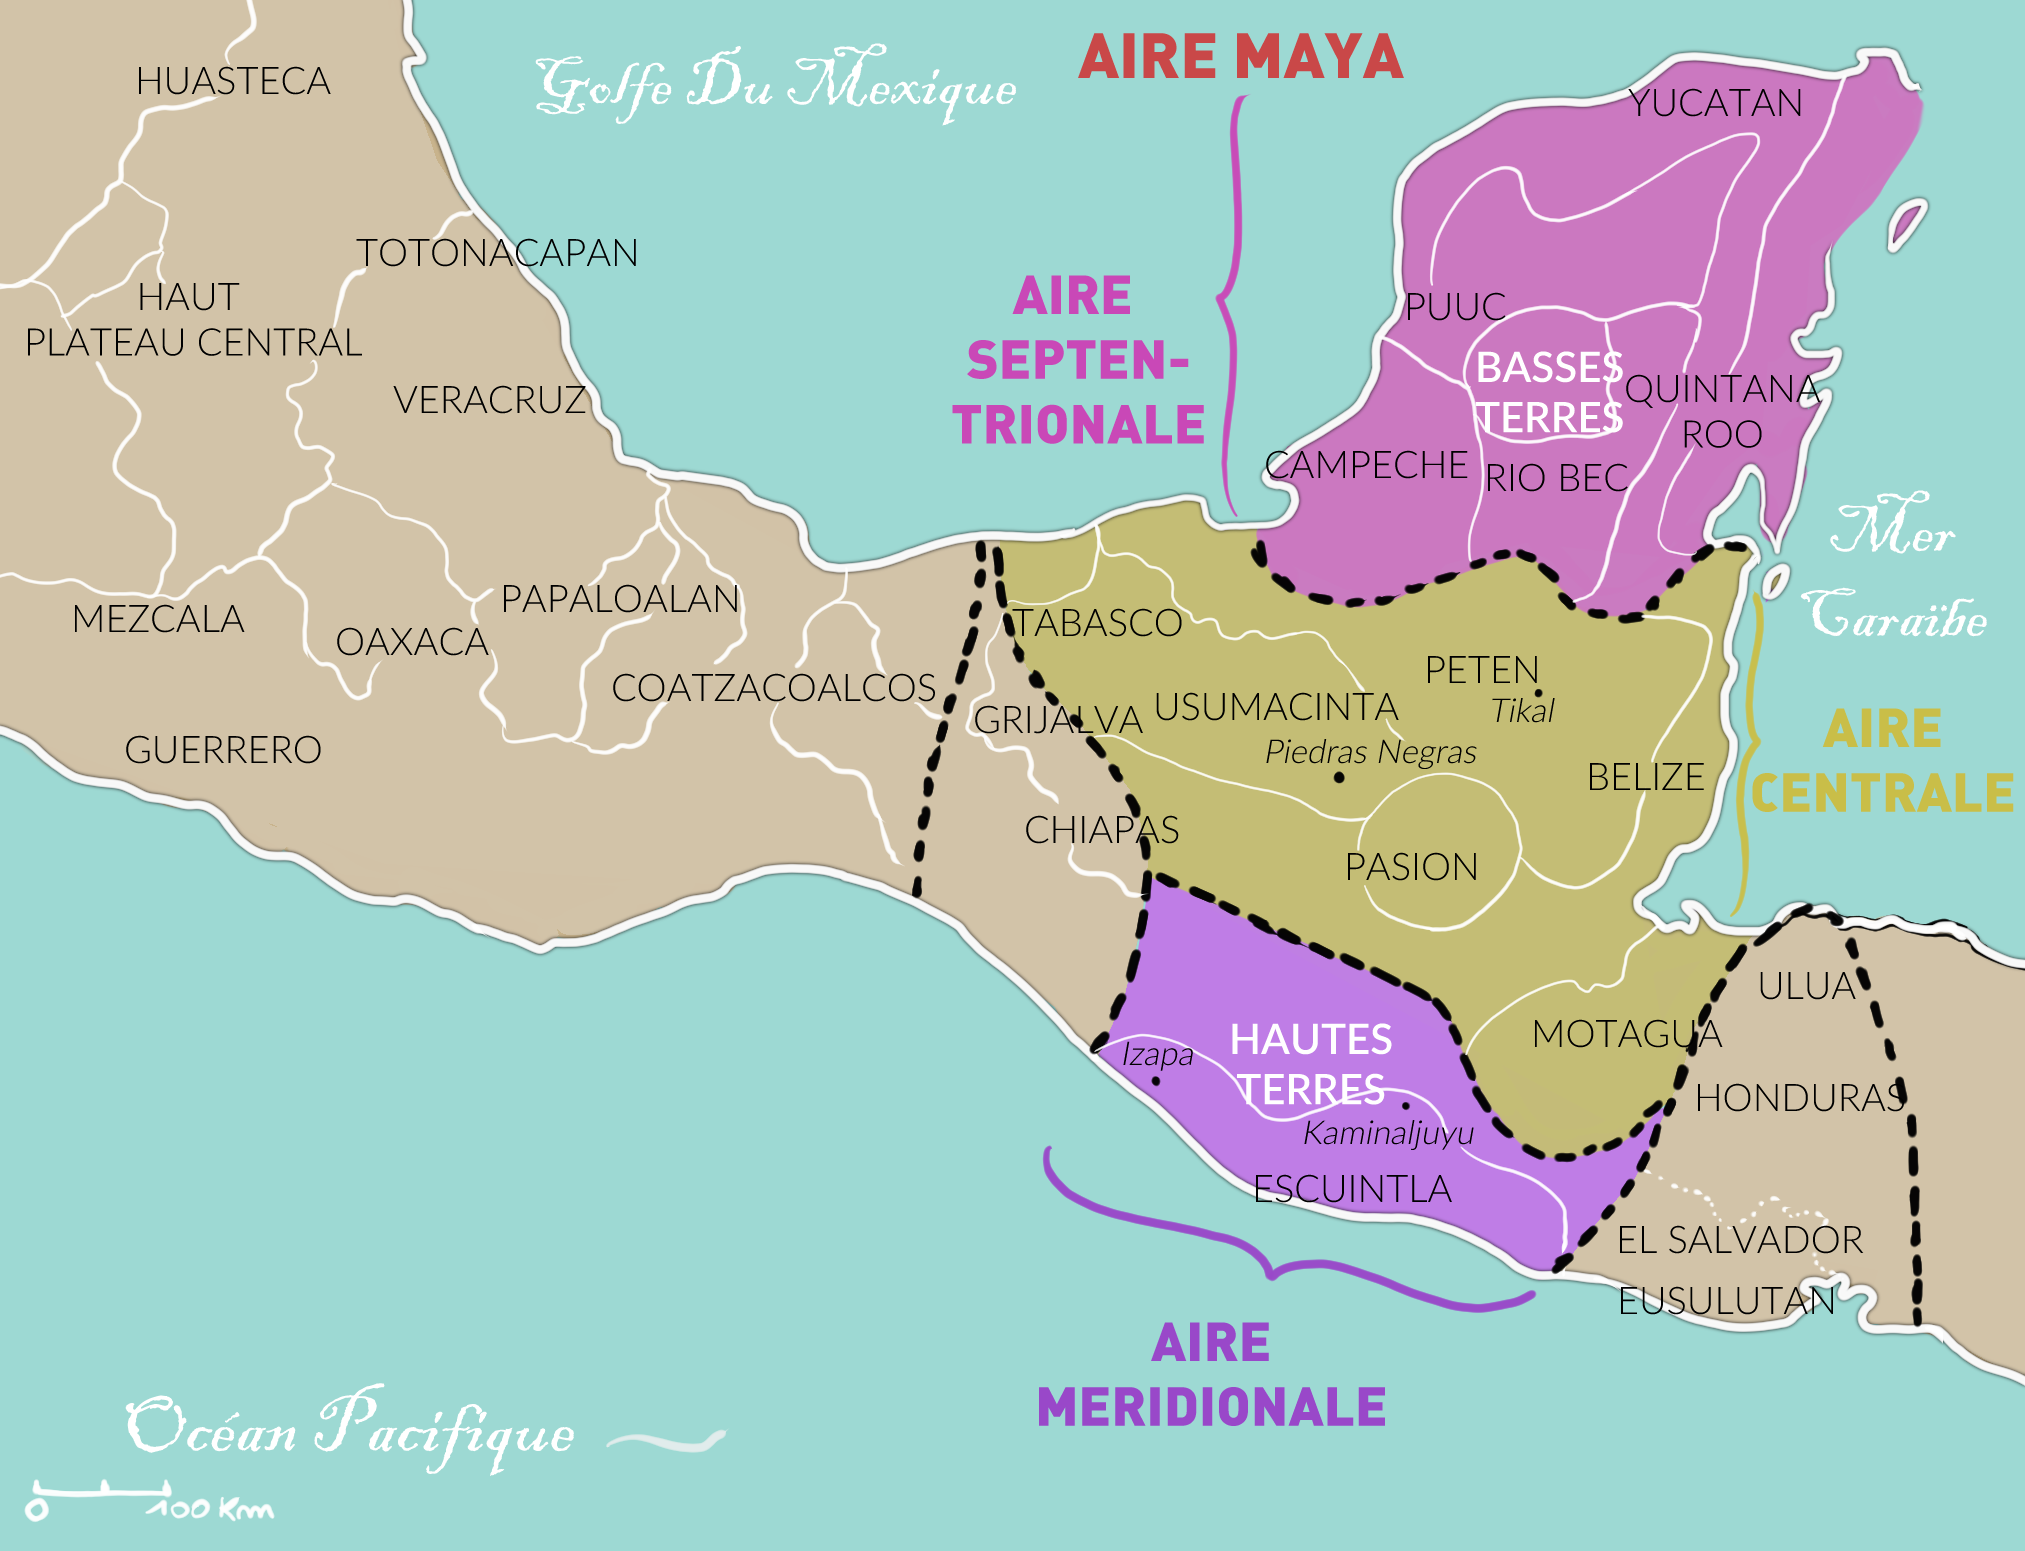 AIRE MAYA
Golfe Du Mexique
HUASTECA
YUCATAN
TOTONACAPAN
HAUT
PLATEAU CENTRAL
AIRE
SEPTEN-
TRIONALE
PUUC
BASSES
TERRES
QUINTANA
ROO
VERACRUZ
CAMPECHE
RIO BEC
Mer
Caraïbe
MEZCALA
OAXACA
PAPALOALAN
COATZACOALCOS
TABASCO
GRIJALVA
USUMACINTA
PETEN
Tikal
Piedras Negras
GUERRERO
BELIZE
AIRE
CENTRALE
CHIAPAS
PASION
ULUA
MOTAGUA
HONDURAS
HAUTES
TERRES
Izapa
Kaminaljuyu
ESCUINTLA
EL SALVADOR
EUSULUTAN
AIRE
MERIDIONALE
Océan Pacifique
0 100 Km